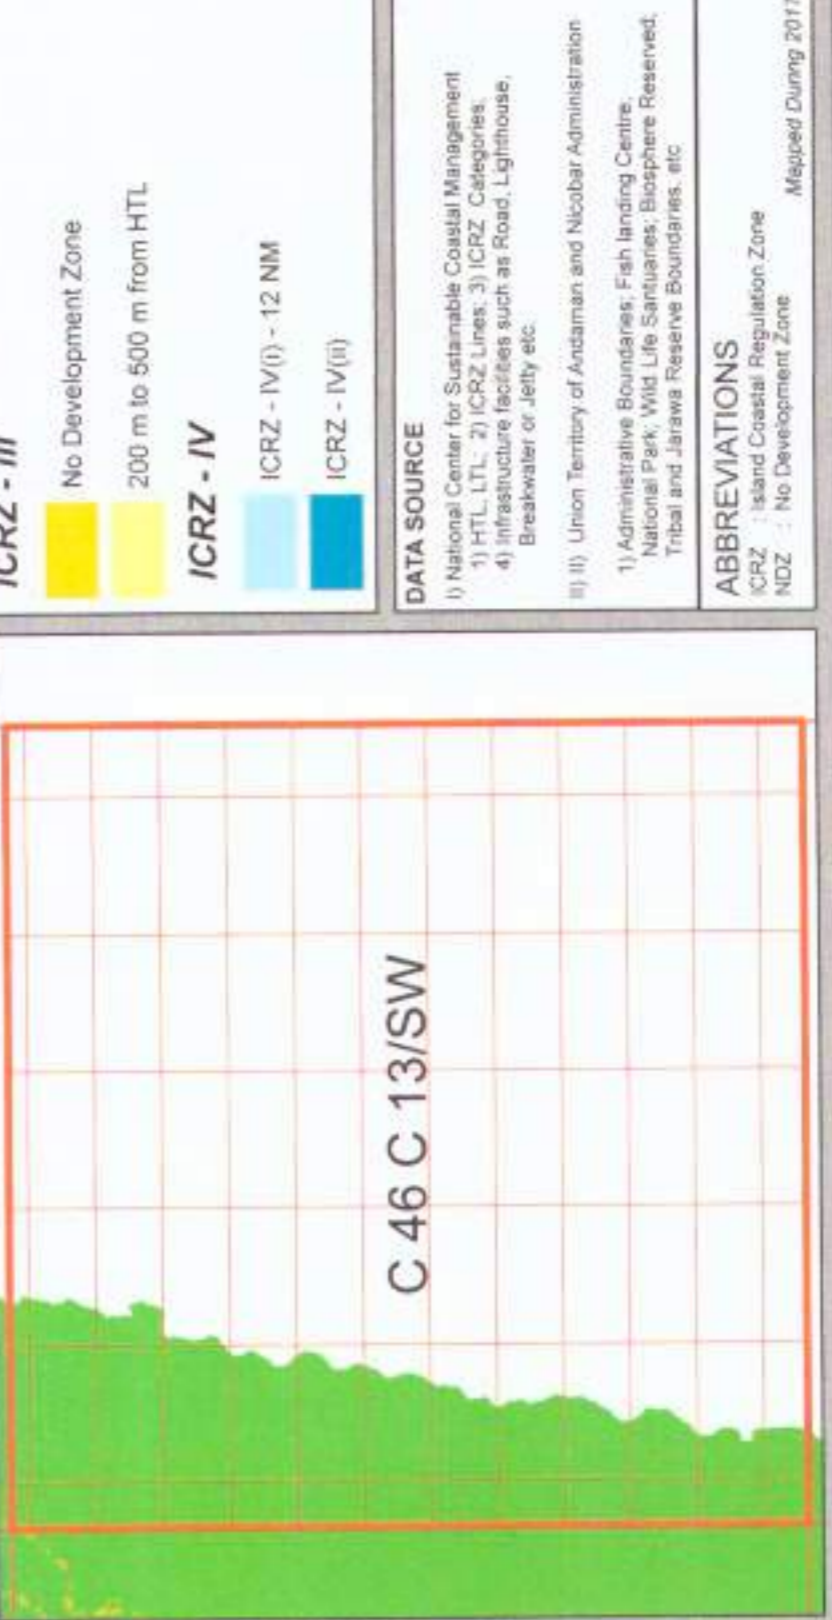 ICRZ - III
No Development Zone
200 m to 500 m from HTL
ICRZ - IV
ICRZ - IV(i) - 12 NM
ICRZ - IV(ii)
DATA SOURCE
I) National Center for Sustainable Coastal Management
1) HTL, LTL; 2) ICRZ Lines; 3) ICRZ Categories;
4) Infrastructure facilities such as Road, Lighthouse,
Breakwater or Jetty etc.
II) II) Union Territory of Andaman and Nicobar Administration
1) Administrative Boundaries; Fish landing Centre,
National Park; Wild Life Santuaries; Biosphere Reserved;
Tribal and Jarawa Reserve Boundaries. etc
ABBREVIATIONS
ICRZ : Island Coastal Regulation Zone
NDZ : No Development Zone
Mapped During 2017
C 46 C 13/SW